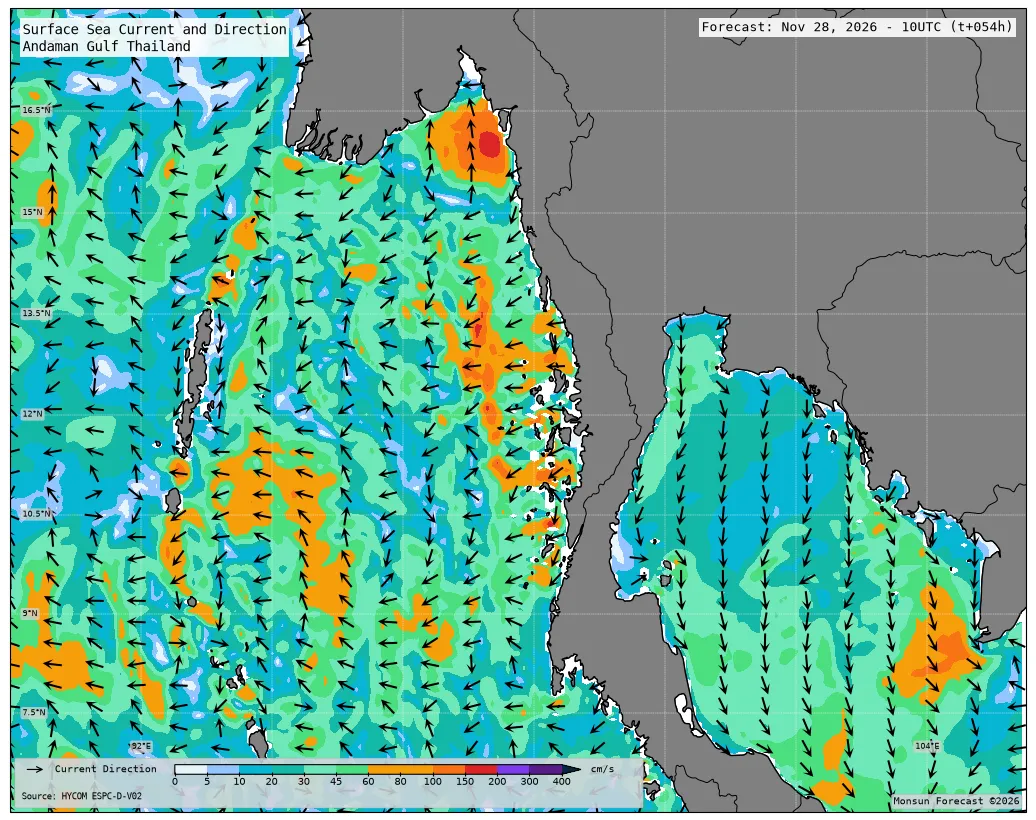 Surface Sea Current and Direction
Andaman Gulf Thailand
Forecast: Nov 28, 2026 - 10UTC (t+054h)
16.5°N
15°N
13.5°N
12°N
10.5°N
9°N
7.5°N
92°E
104°E
Current Direction
0 5 10 20 30 45 60 80 100 150 200 300 400 cm/s
Source: HYCOM ESPC-D-V02
Monsun Forecast ©2026